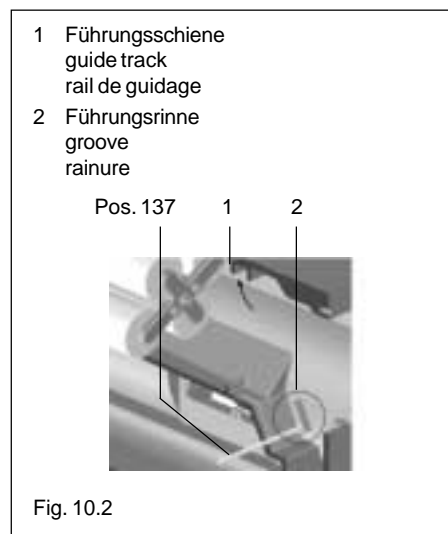 1 Führungsschiene
guide track
rail de guidage
2 Führungsrinne
groove
rainure
Pos. 137 1 2
Fig. 10.2